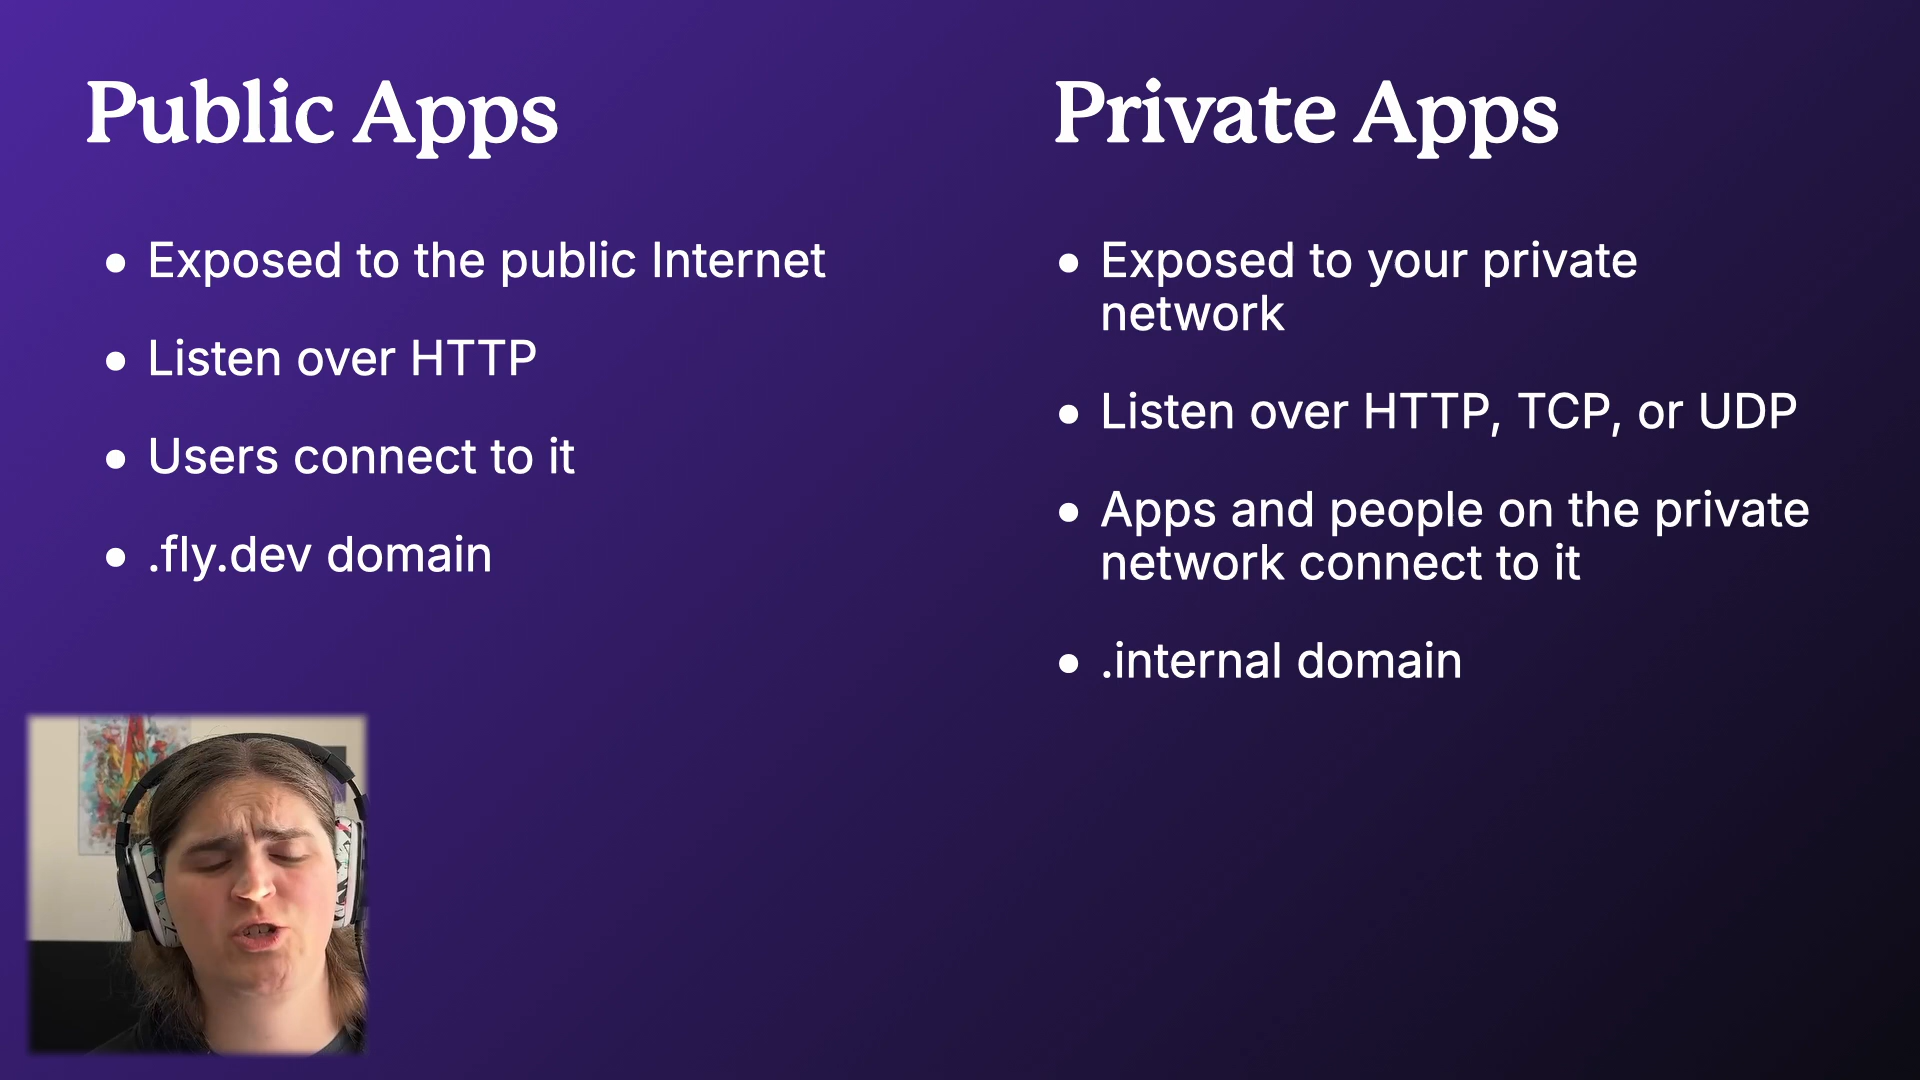 Public Apps
• Exposed to the public Internet
• Listen over HTTP
• Users connect to it
• .fly.dev domain
Private Apps
• Exposed to your private
network
• Listen over HTTP, TCP, or UDP
• Apps and people on the private
network connect to it
• .internal domain